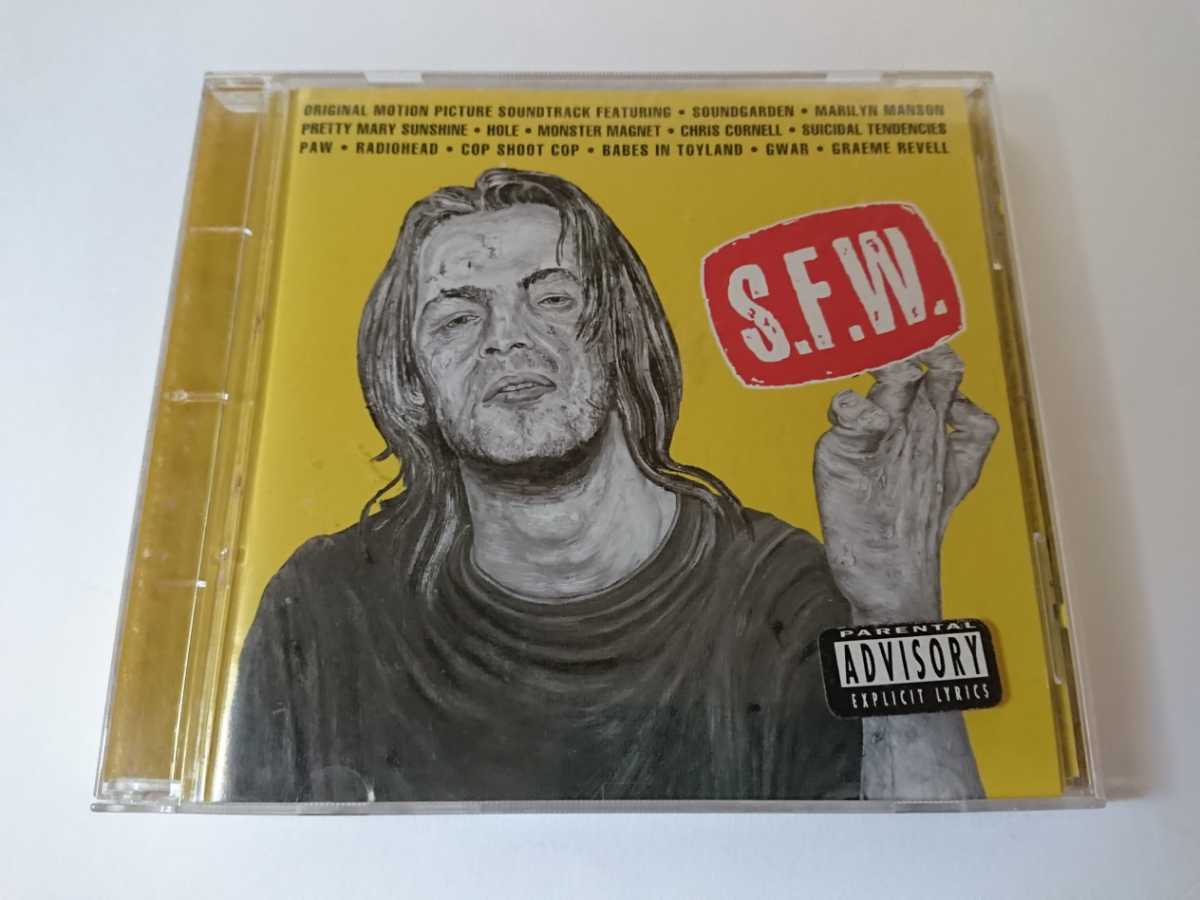 ORIGINAL MOTION PICTURE SOUNDTRACK FEATURING • SOUNDGARDEN • MARILYN MANSON
PRETTY MARY SUNSHINE • HOLE • MONSTER MAGNET • CHRIS CORNELL • SUICIDAL TENDENCIES
PAW • RADIOHEAD • COP SHOOT COP • BABES IN TOYLAND • GWAR • GRAEME REVELL
S.F.W.
PARENTAL
ADVISORY
EXPLICIT LYRICS